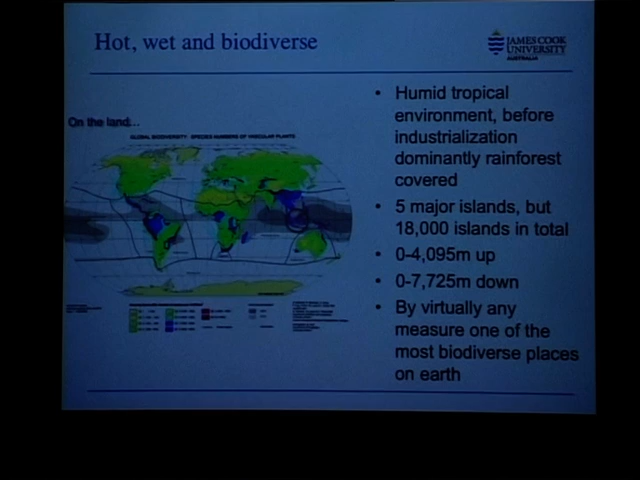 Hot, wet and biodiverse
JAMES COOK
UNIVERSITY
AUSTRALIA
On the land...
GLOBAL BIODIVERSITY: SPECIES NUMBERS OF VASCULAR PLANTS
• Humid tropical
environment, before
industrialization
dominantly rainforest
covered
• 5 major islands, but
18,000 islands in total
• 0-4,095m up
• 0-7,725m down
• By virtually any
measure one of the
most biodiverse places
on earth